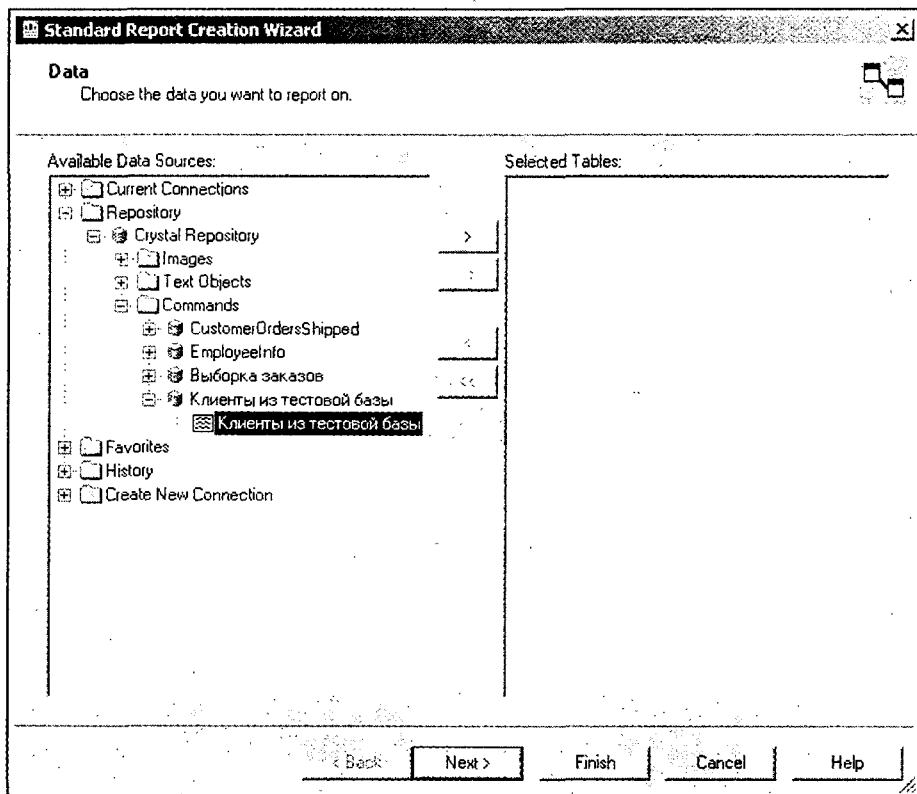 Standard Report Creation Wizard
Data
Choose the data you want to report on.
Available Data Sources:
Selected Tables:
Current Connections
Repository
Crystal Repository
Images
Text Objects
Commands
CustomerOrdersShipped
EmployeeInfo
Выборка заказов
Клиенты из тестовой базы
Клиенты из тестовой базы
Favorites
History
Create New Connection
>
<
<<
< Back
Next >
Finish
Cancel
Help